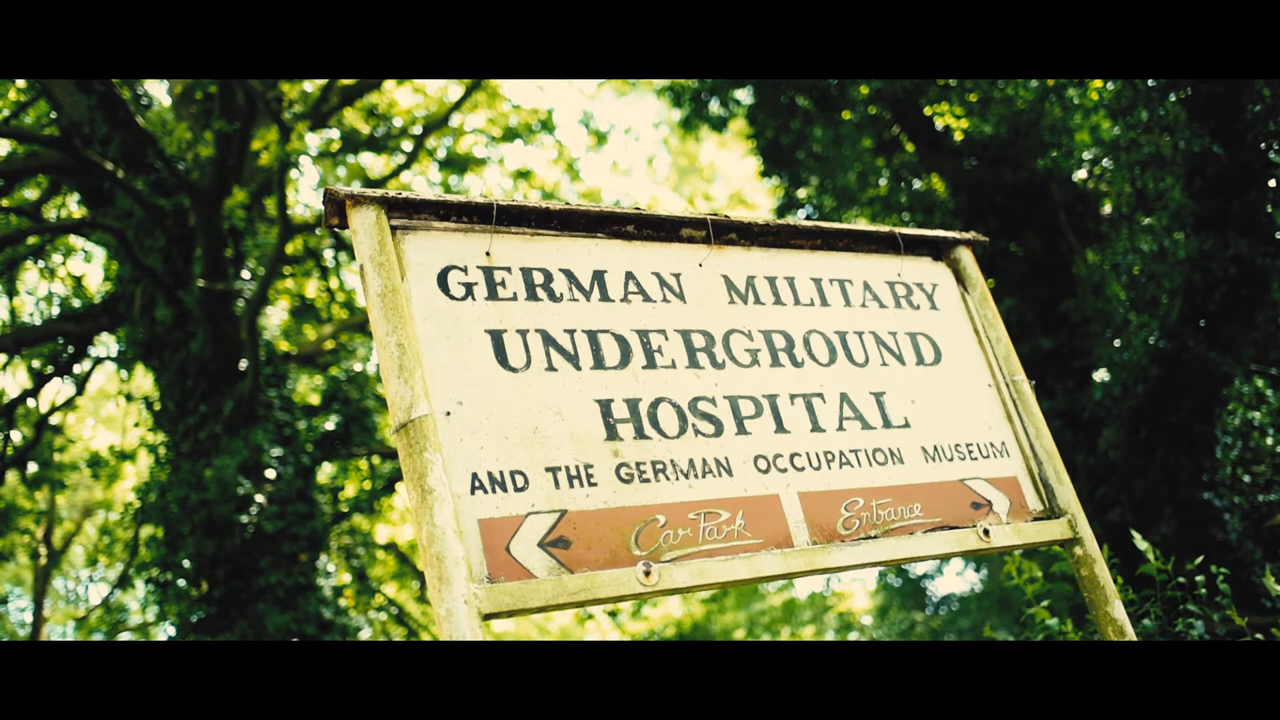 GERMAN MILITARY
UNDERGROUND
HOSPITAL
AND THE GERMAN OCCUPATION MUSEUM
Car Park Entrance